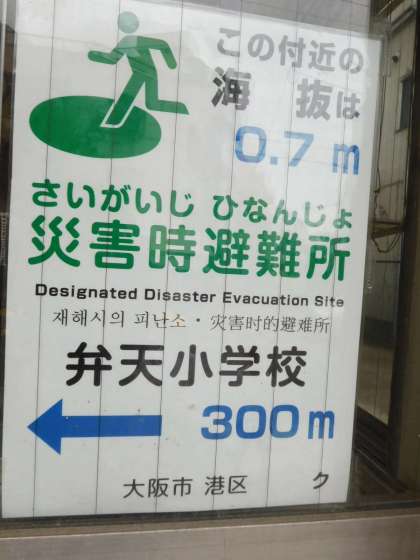 この付近の
海 抜は
0.7 m
さいがいじ ひなんじょ
災害時避難所
Designated Disaster Evacuation Site
재해시의 피난소・灾害时的避难所
弁天小学校
300m
大阪市 港区 ク